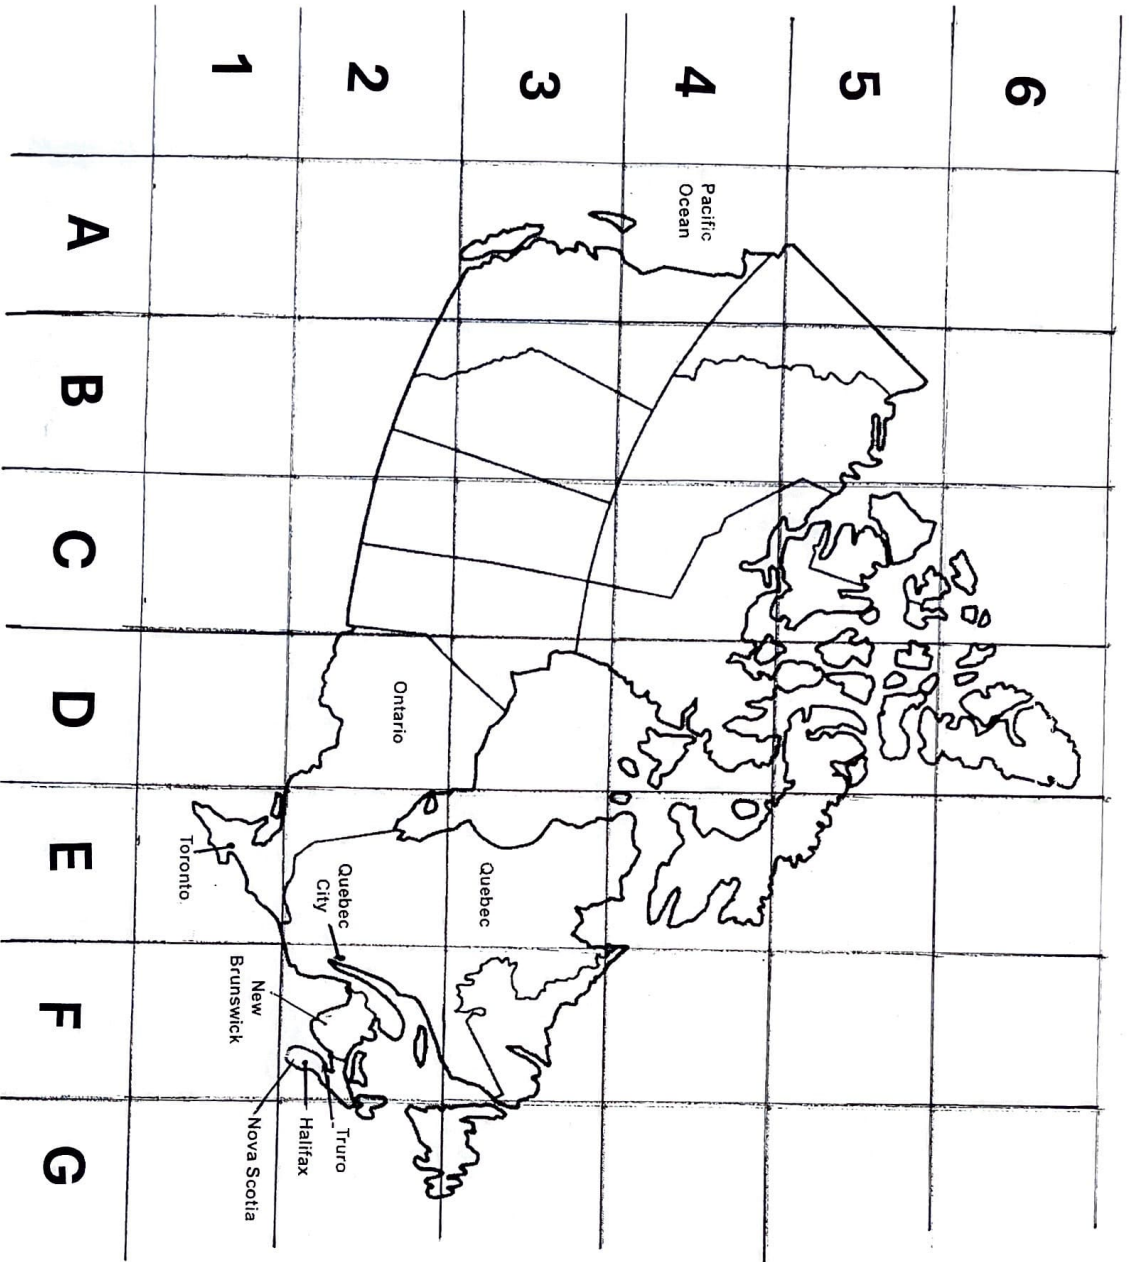 6
5
4
3
2
1
A
B
C
D
E
F
G
Pacific
Ocean
Ontario
Quebec
Quebec
City
Toronto
New
Brunswick
Truro
Halifax
Nova Scotia